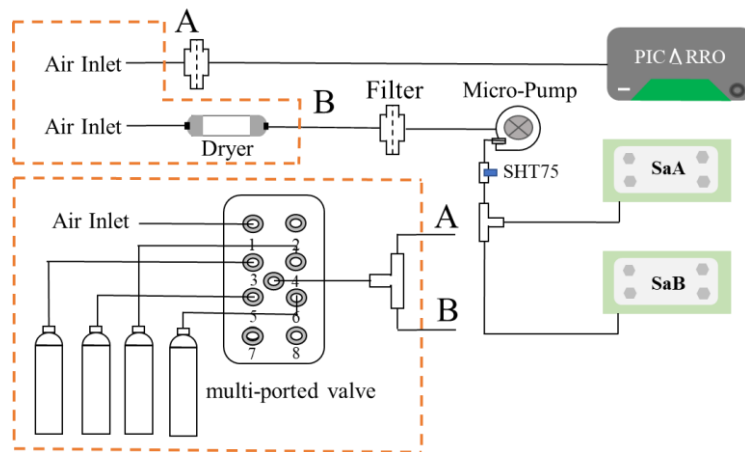 A
Air Inlet
PICΔRRO
B
Filter
Micro-Pump
Air Inlet
Dryer
SHT75
SaA
Air Inlet
A
1
2
3
4
SaB
5
6
B
7
8
multi-ported valve